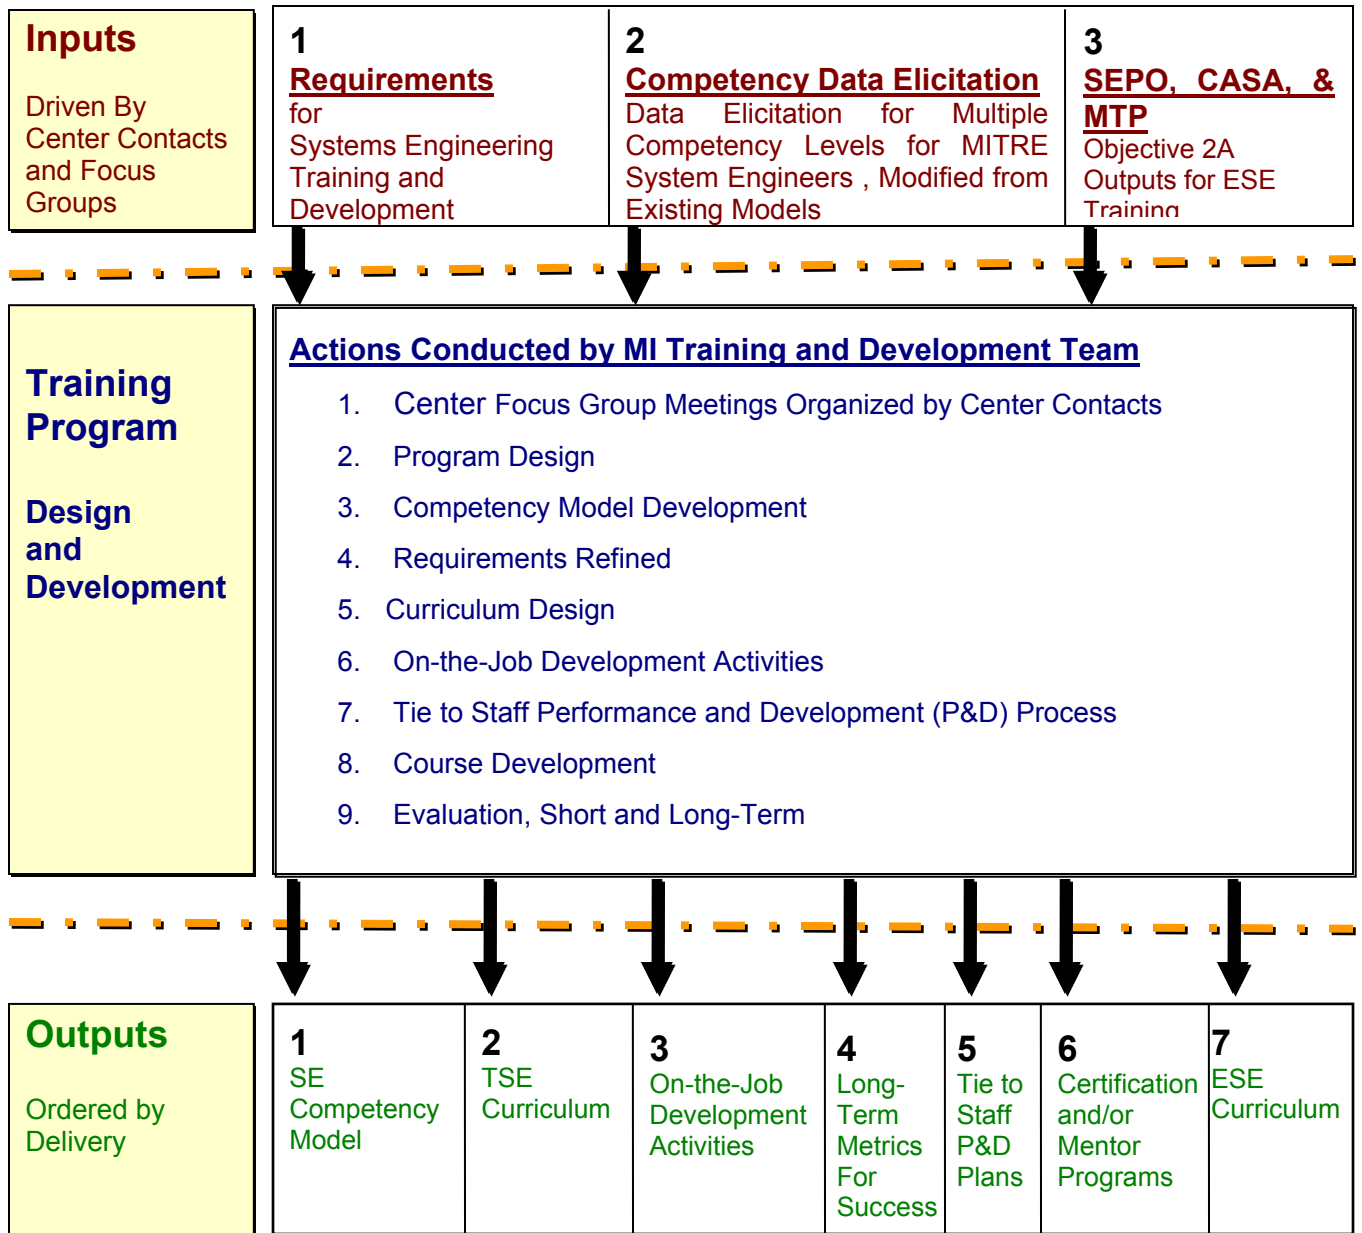 Inputs
Driven By
Center Contacts
and Focus
Groups
1
Requirements
for
Systems Engineering
Training and
Development
2
Competency Data Elicitation
Data Elicitation for Multiple
Competency Levels for MITRE
System Engineers , Modified from
Existing Models
3
SEPO, CASA, &
MTP
Objective 2A
Outputs for ESE
Training
Training
Program
Design
and
Development
Actions Conducted by MI Training and Development Team
1. Center Focus Group Meetings Organized by Center Contacts
2. Program Design
3. Competency Model Development
4. Requirements Refined
5. Curriculum Design
6. On-the-Job Development Activities
7. Tie to Staff Performance and Development (P&D) Process
8. Course Development
9. Evaluation, Short and Long-Term
Outputs
Ordered by
Delivery
1
SE
Competency
Model
2
TSE
Curriculum
3
On-the-Job
Development
Activities
4
Long-
Term
Metrics
For
Success
5
Tie to
Staff
P&D
Plans
6
Certification
and/or
Mentor
Programs
7
ESE
Curriculum